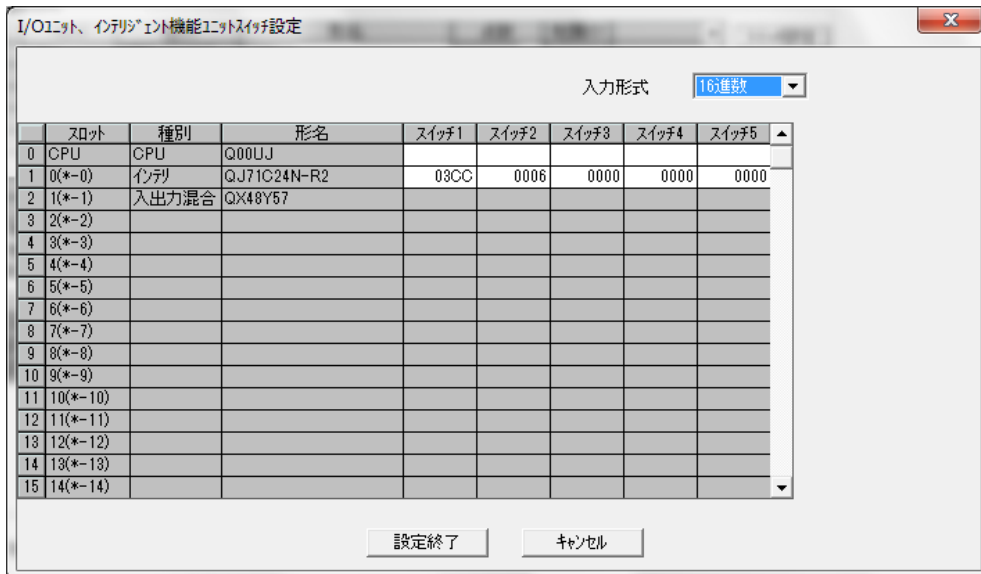 I/Oユニット、インテリジェント機能ユニットスイッチ設定
入力形式 16進数
スロット 種別 形名 スイッチ1 スイッチ2 スイッチ3 スイッチ4 スイッチ5
0 CPU CPU Q00UJ
1 0(*-0) インテリ QJ71C24N-R2 03CC 0006 0000 0000 0000
2 1(*-1) 入出力混合 QX48Y57
3 2(*-2)
4 3(*-3)
5 4(*-4)
6 5(*-5)
7 6(*-6)
8 7(*-7)
9 8(*-8)
10 9(*-9)
11 10(*-10)
12 11(*-11)
13 12(*-12)
14 13(*-13)
15 14(*-14)
設定終了 キャンセル